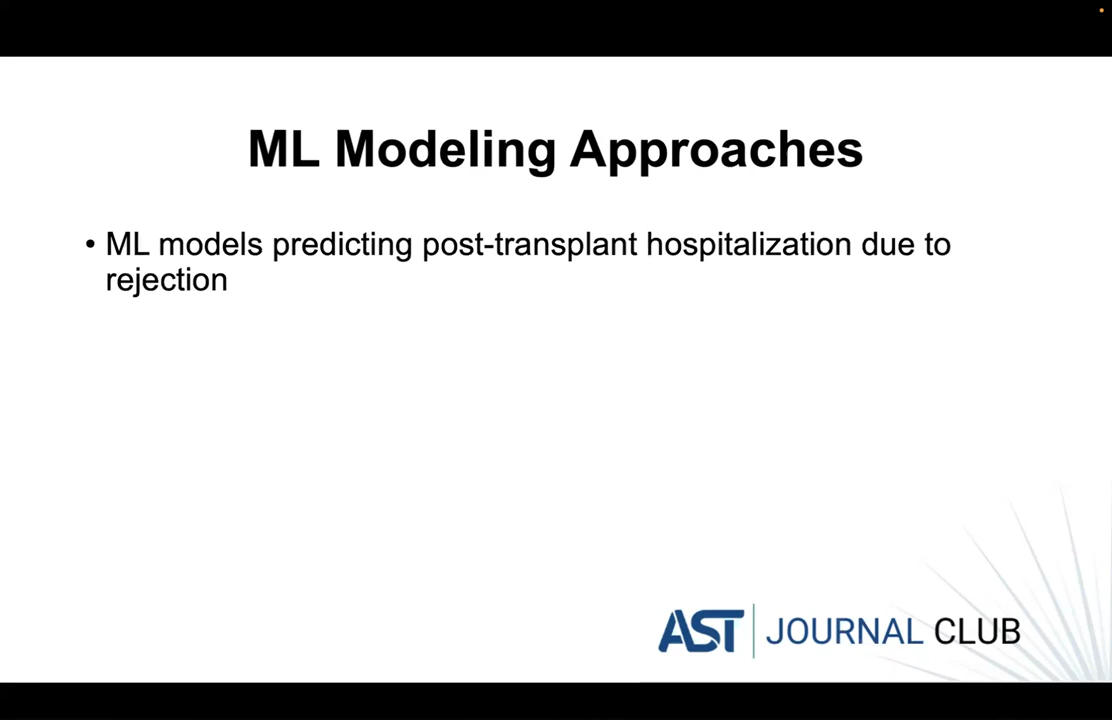 ML Modeling Approaches
• ML models predicting post-transplant hospitalization due to
rejection
AST JOURNAL CLUB